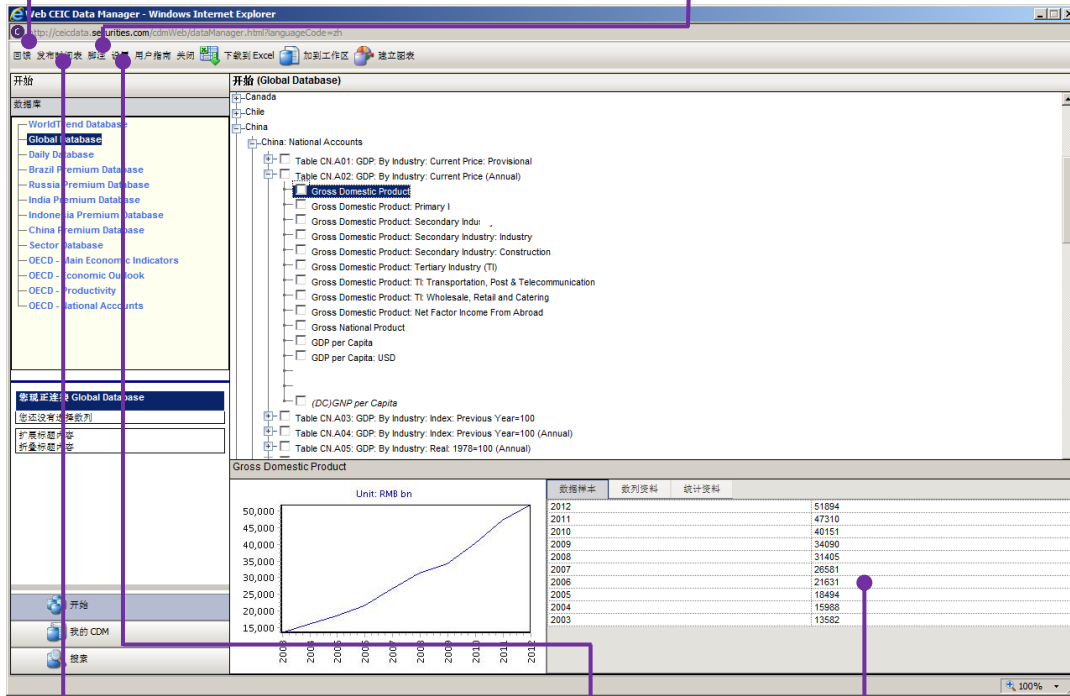 Web CEIC Data Manager - Windows Internet Explorer
http://ceicdata.securities.com/cdmWeb/dataManager.html?languageCode=zh
回馈 发布时间表 脚注 设置 用户指南 关闭 下载到 Excel 加到工作区 建立图表
开始
数据库
WorldTrend Database
Global Database
Daily Database
Brazil Premium Database
Russia Premium Database
India Premium Database
Indonesia Premium Database
China Premium Database
Sector Database
OECD - Main Economic Indicators
OECD - Economic Outlook
OECD - Productivity
OECD - National Accounts
您现正连接 Global Database
您还没有选择数列
扩展标题内容
折叠标题内容
开始
我的 CDM
搜索
开始 (Global Database)
Canada
Chile
China
China: National Accounts
Table CN.A01: GDP: By Industry: Current Price: Provisional
Table CN.A02: GDP: By Industry: Current Price (Annual)
Gross Domestic Product
Gross Domestic Product: Primary I
Gross Domestic Product: Secondary Indu
Gross Domestic Product: Secondary Industry: Industry
Gross Domestic Product: Secondary Industry: Construction
Gross Domestic Product: Tertiary Industry (TI)
Gross Domestic Product: TI: Transportation, Post & Telecommunication
Gross Domestic Product: TI: Wholesale, Retail and Catering
Gross Domestic Product: Net Factor Income From Abroad
Gross National Product
GDP per Capita
GDP per Capita: USD
(DC)GNP per Capita
Table CN.A03: GDP: By Industry: Index: Previous Year=100
Table CN.A04: GDP: By Industry: Index: Previous Year=100 (Annual)
Table CN.A05: GDP: By Industry: Real: 1978=100 (Annual)
Gross Domestic Product
Unit: RMB bn
50,000
45,000
40,000
35,000
30,000
25,000
20,000
15,000
2003 2004 2005 2006 2007 2008 2009 2010 2011 2012
数据样本 数列资料 统计资料
2012 51894
2011 47310
2010 40151
2009 34090
2008 31405
2007 26581
2006 21631
2005 18494
2004 15988
2003 13582
100%